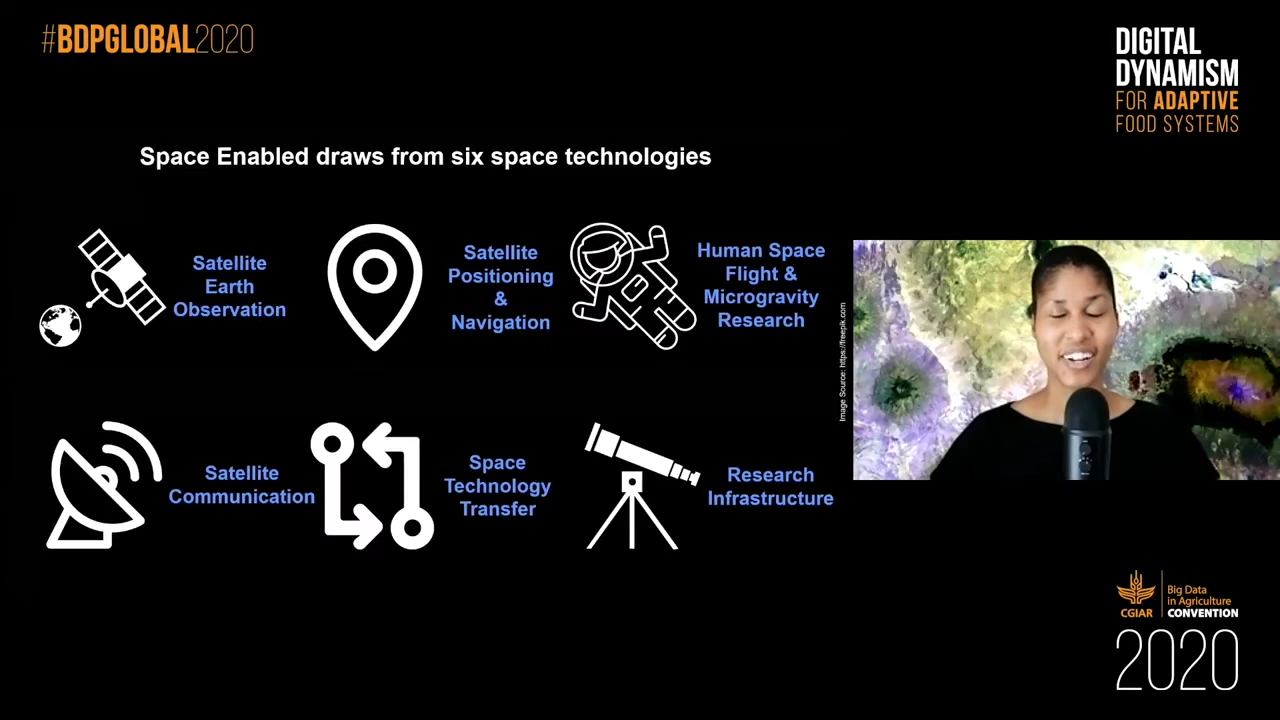 #BDPGLOBAL2020
DIGITAL
DYNAMISM
FOR ADAPTIVE
FOOD SYSTEMS
Space Enabled draws from six space technologies
Satellite
Earth
Observation
Satellite
Positioning
&
Navigation
Human Space
Flight &
Microgravity
Research
Image Source: https://freepik.com
Satellite
Communication
Space
Technology
Transfer
Research
Infrastructure
CGIAR
Big Data
in Agriculture
CONVENTION
2020